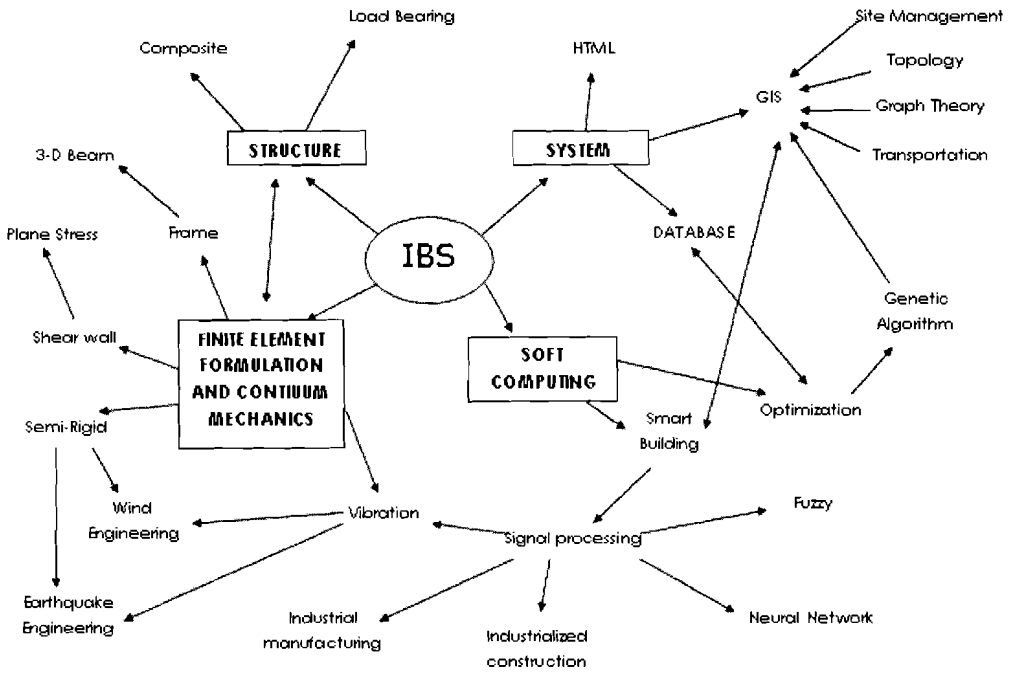 Load Bearing
Site Management
Composite
HTML
Topology
GIS
Graph Theory
STRUCTURE
SYSTEM
3-D Beam
Transportation
Plane Stress
Frame
DATABASE
IBS
Genetic
Algorithm
Shear wall
FINITE ELEMENT
FORMULATION
AND CONTIUUM
MECHANICS
SOFT
COMPUTING
Optimization
Semi-Rigid
Smart
Building
Wind
Engineering
Vibration
Fuzzy
Signal processing
Earthquake
Engineering
Industrial
manufacturing
Industrialized
construction
Neural Network